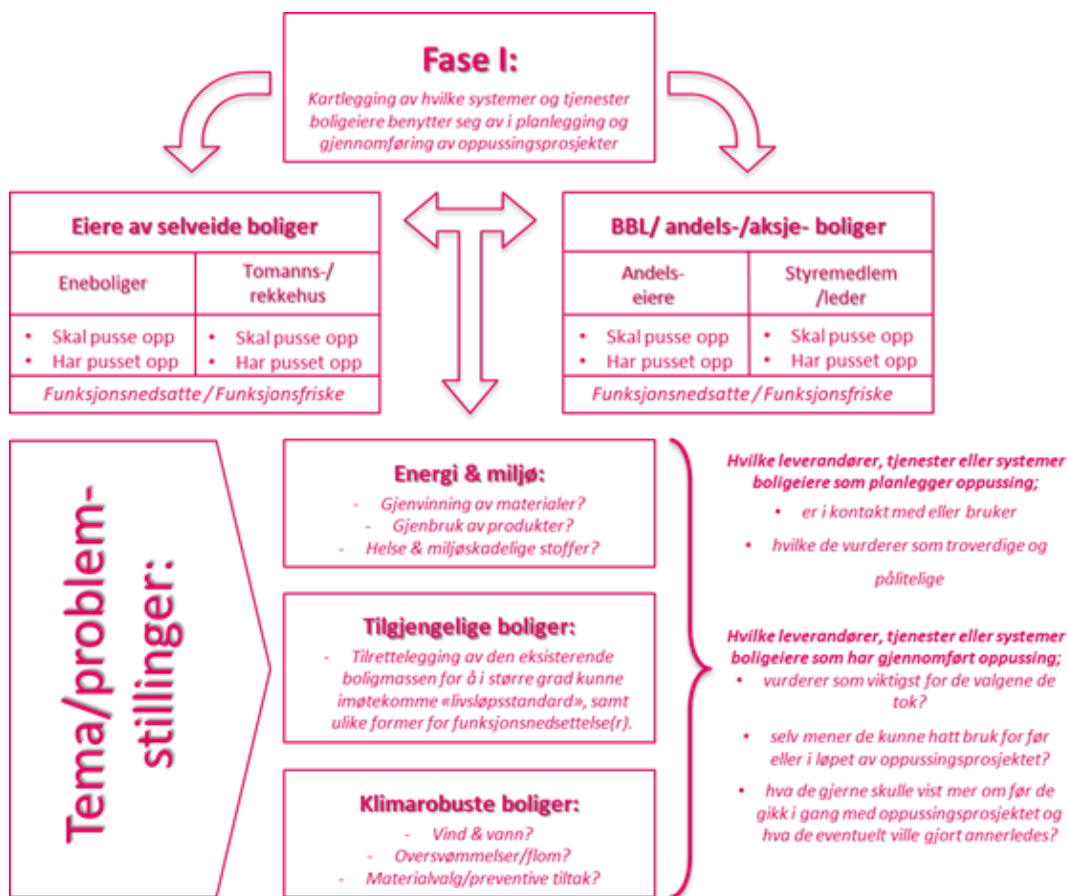 Fase I:
Kartlegging av hvilke systemer og tjenester
boligeiere benytter seg av i planlegging og
gjennomføring av oppussingsprosjekter
Eiere av selveide boliger
Eneboliger
Tomanns-/
rekkehus
• Skal pusse opp
• Har pusset opp
• Skal pusse opp
• Har pusset opp
Funksjonsnedsatte / Funksjonsfriske
BBL/ andels-/aksje- boliger
Andels-
eiere
Styremedlem
/leder
• Skal pusse opp
• Har pusset opp
• Skal pusse opp
• Har pusset opp
Funksjonsnedsatte / Funksjonsfriske
Tema/problem-
stillinger:
Energi & miljø:
- Gjenvinning av materialer?
- Gjenbruk av produkter?
- Helse & miljøskadelige stoffer?
Tilgjengelige boliger:
- Tilrettelegging av den eksisterende
boligmassen for å i større grad kunne
imøtekomme «livsløpsstandard», samt
ulike former for funksjonsnedsettelse(r).
Klimarobuste boliger:
- Vind & vann?
- Oversvømmelser/flom?
- Materialvalg/preventive tiltak?
Hvilke leverandører, tjenester eller systemer
boligeiere som planlegger oppussing;
• er i kontakt med eller bruker
• hvilke de vurderer som troverdige og
pålitelige
Hvilke leverandører, tjenester eller systemer
boligeiere som har gjennomført oppussing;
• vurderer som viktigst for de valgene de
tok?
• selv mener de kunne hatt bruk for før
eller i løpet av oppussingsprosjektet?
• hva de gjerne skulle vist mer om før de
gikk i gang med oppussingsprosjektet og
hva de eventuelt ville gjort annerledes?